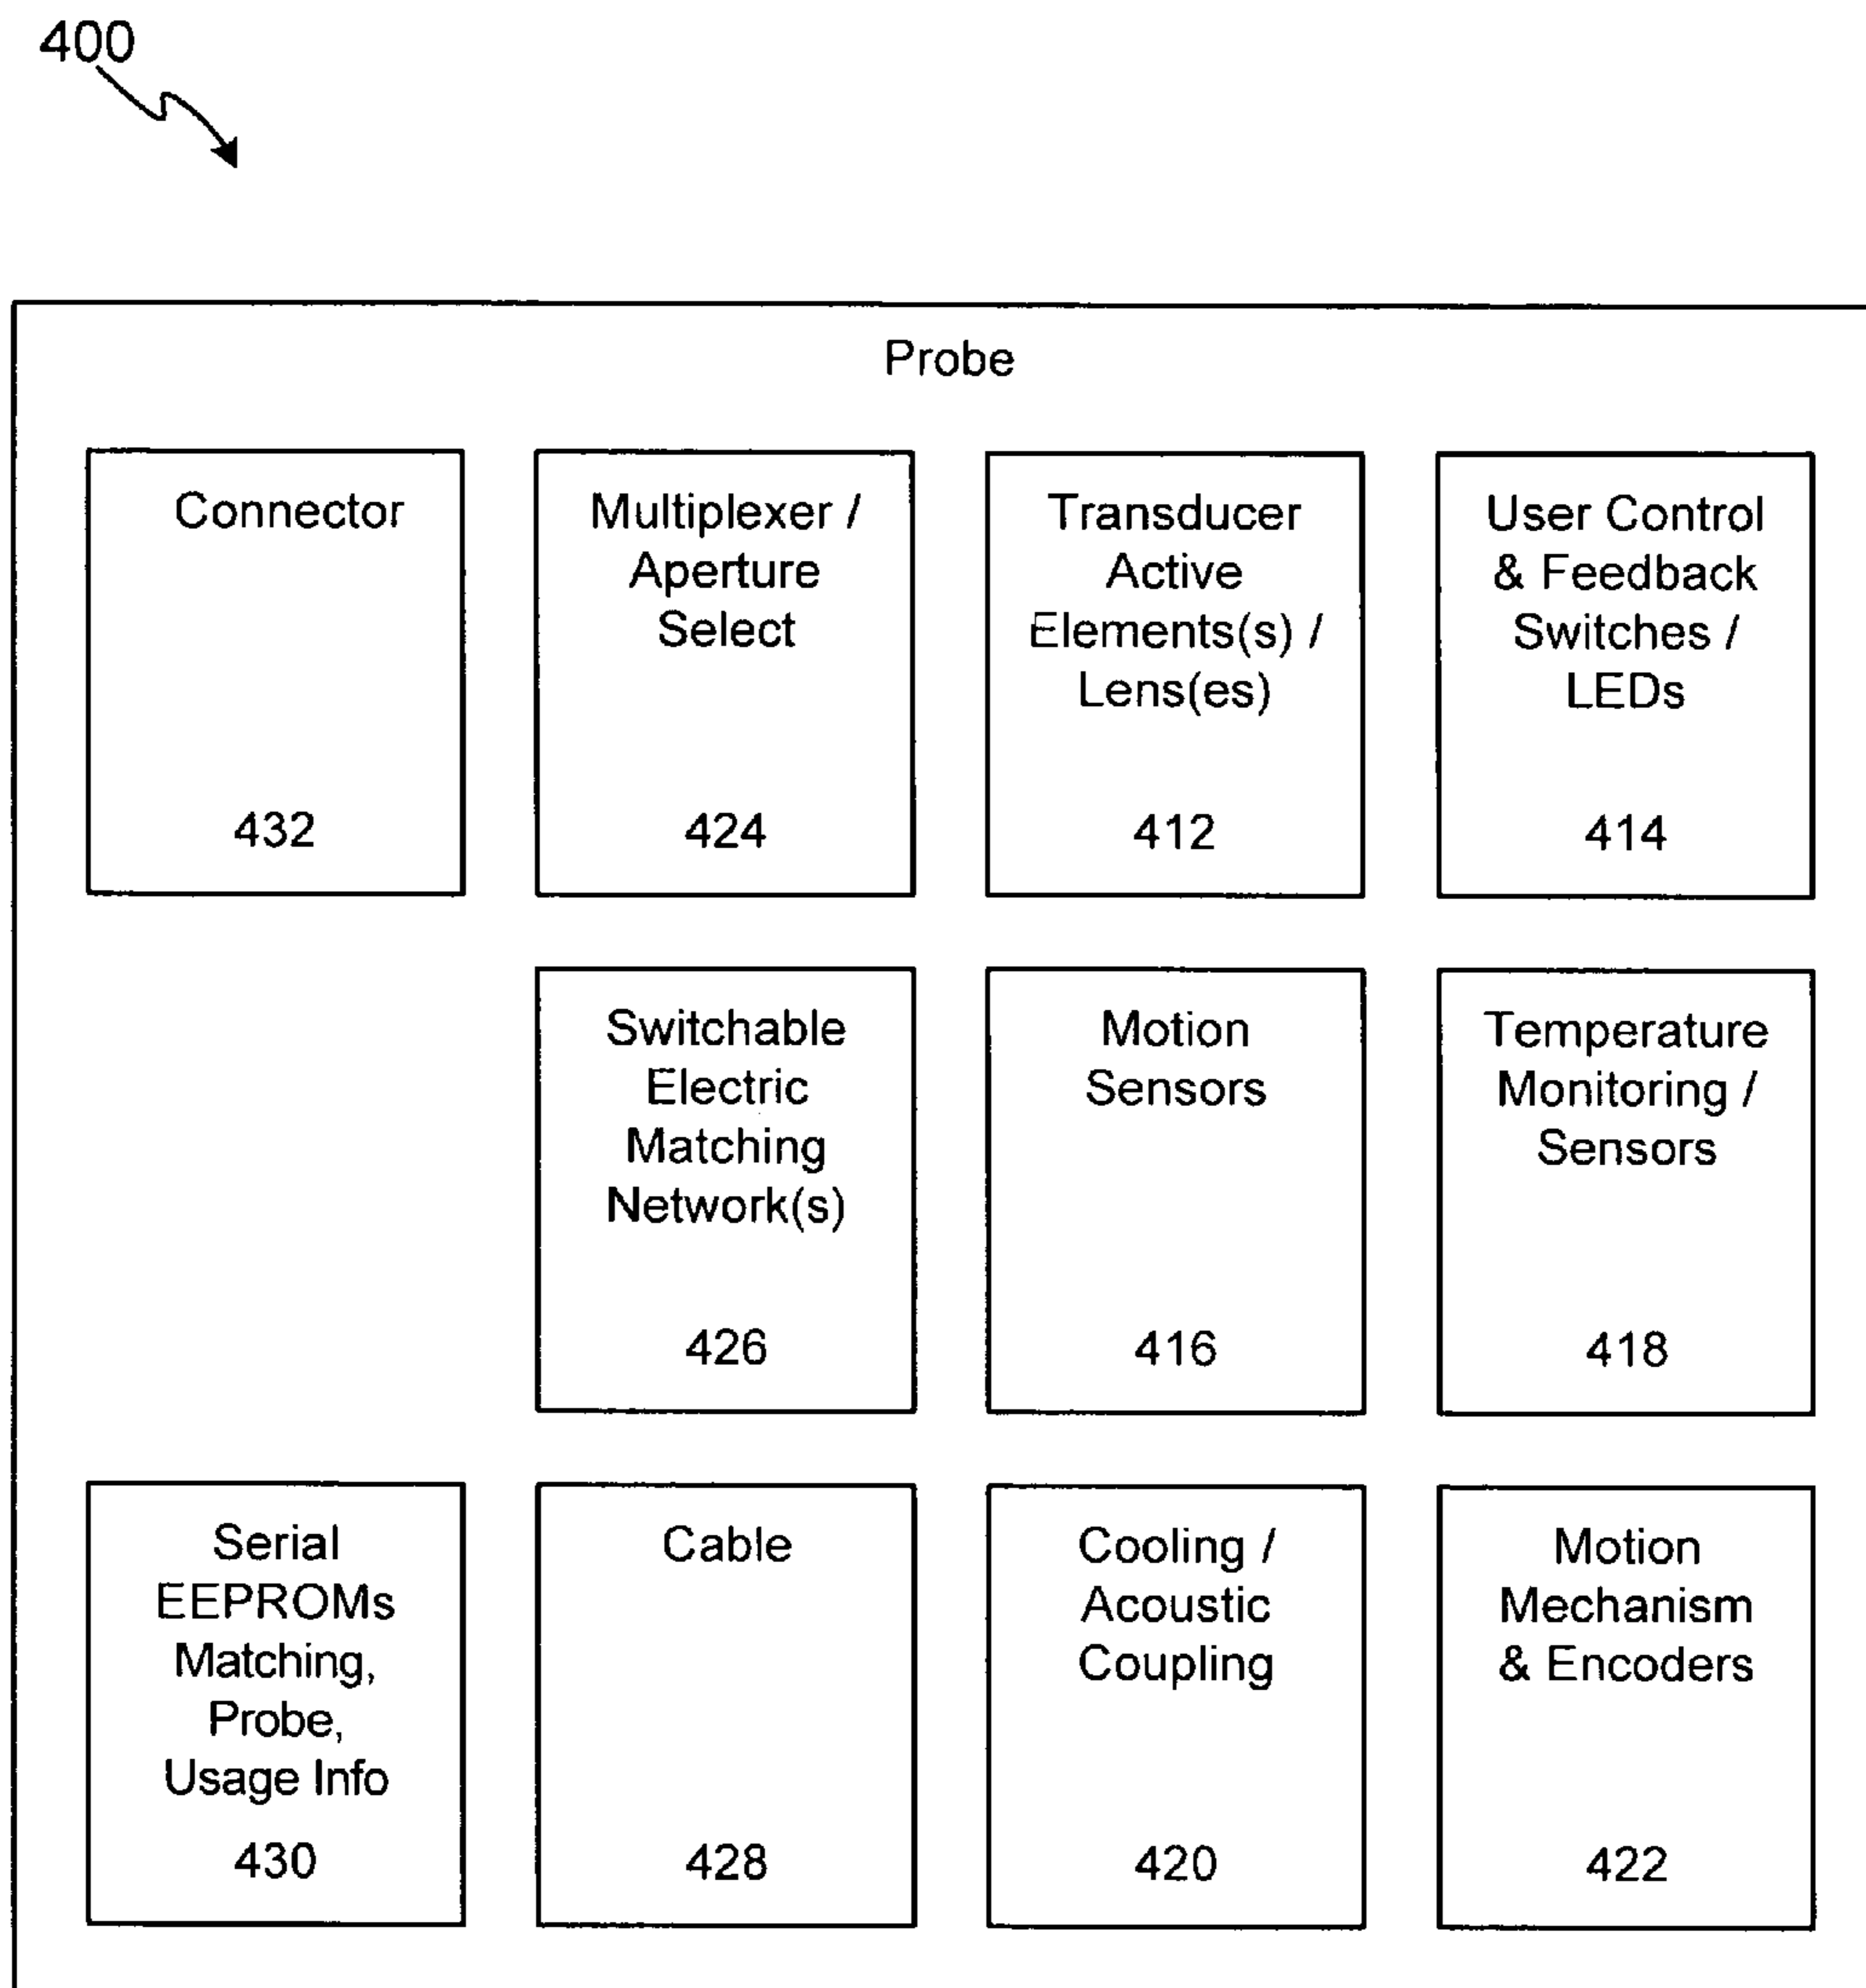 400
Probe
Connector
432
Multiplexer /
Aperture
Select
424
Transducer
Active
Elements(s) /
Lens(es)
412
User Control
& Feedback
Switches /
LEDs
414
Switchable
Electric
Matching
Network(s)
426
Motion
Sensors
416
Temperature
Monitoring /
Sensors
418
Serial
EEPROMs
Matching,
Probe,
Usage Info
430
Cable
428
Cooling /
Acoustic
Coupling
420
Motion
Mechanism
& Encoders
422